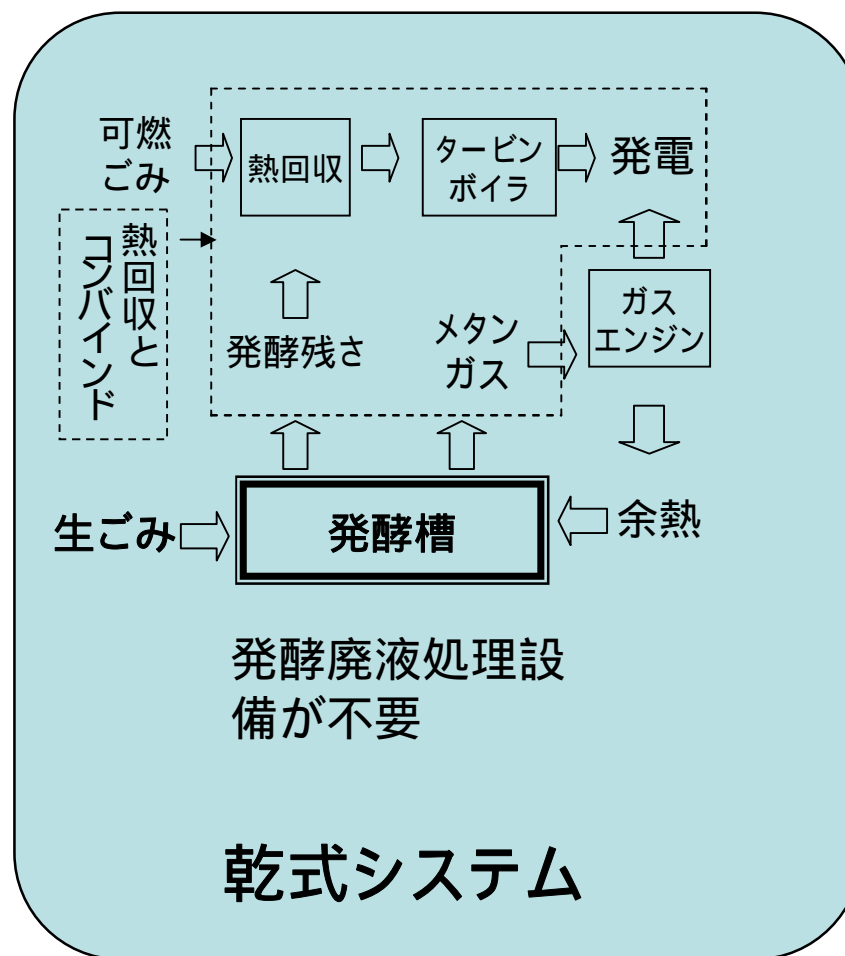 可燃
ごみ
熱回収
タービン
ボイラ
発電
熱回収と
コンバインド
発酵残さ
メタン
ガス
ガス
エンジン
生ごみ
発酵槽
余熱
発酵廃液処理設
備が不要
乾式システム